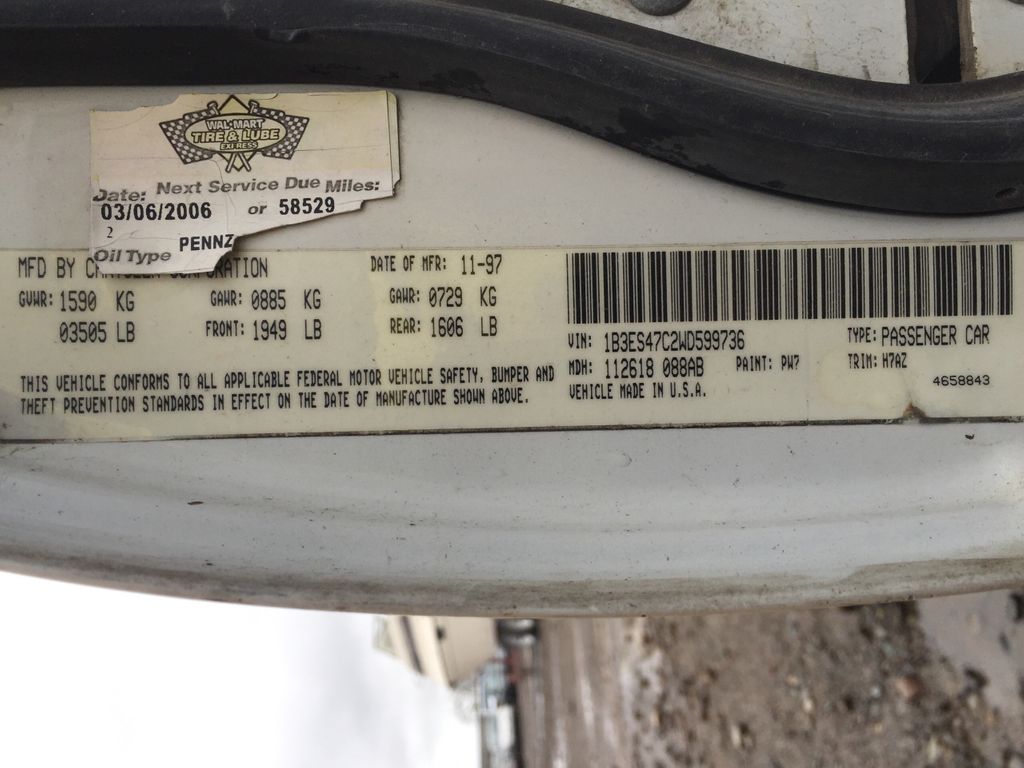 WAL-MART
TIRE & LUBE
EXPRESS
Next Service Due
Date: Miles:
03/06/2006 or 58529
2
Oil Type PENNZ
MFD BY CHRYSLER CORPORATION DATE OF MFR: 11-97
GVWR: 1590 KG GAWR: 0885 KG GAWR: 0729 KG
03505 LB FRONT: 1949 LB REAR: 1606 LB
THIS VEHICLE CONFORMS TO ALL APPLICABLE FEDERAL MOTOR VEHICLE SAFETY, BUMPER AND
THEFT PREVENTION STANDARDS IN EFFECT ON THE DATE OF MANUFACTURE SHOWN ABOVE.
VIN: 1B3ES47C2WD599736 TYPE: PASSENGER CAR
MDH: 112618 088AB PAINT: PW7 TRIM: H7AZ
VEHICLE MADE IN U.S.A. 4658843